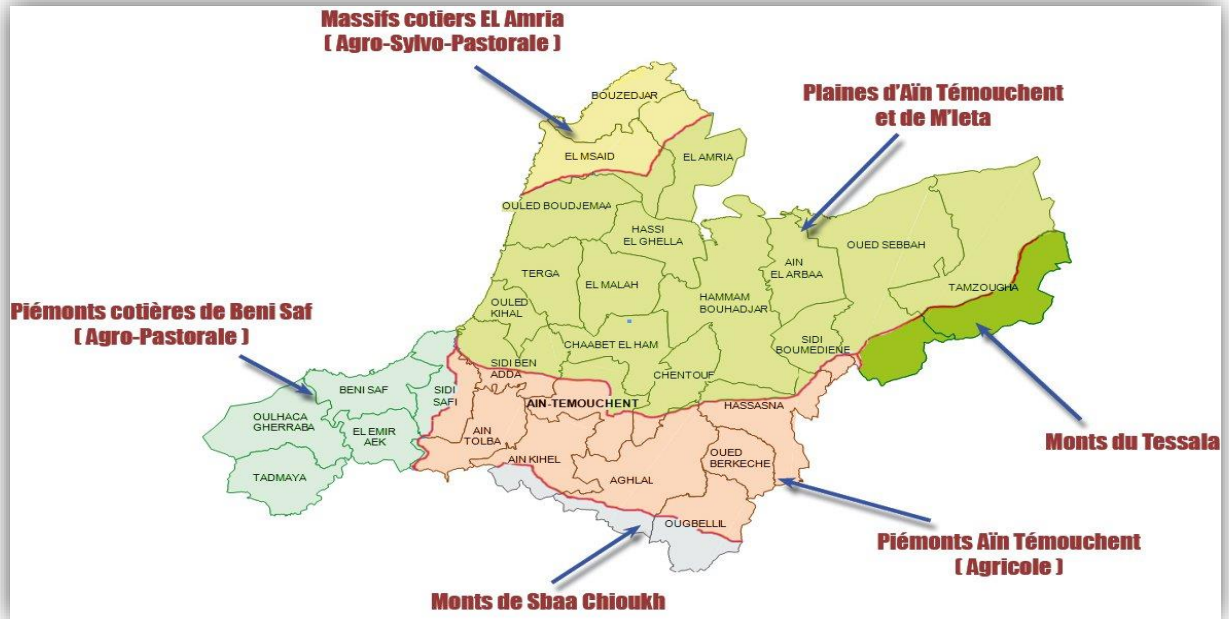 Massifs cotiers EL Amria
( Agro-Sylvo-Pastorale )
Plaines d'Aïn Témouchent
et de M'leta
BOUZEDJAR
EL MSAID
EL AMRIA
OULED BOUDJEMAA
HASSI
EL GHELLA
OUED SEBBAH
AIN
EL ARBAA
TERGA
EL MALAH
TAMZOUGHA
HAMMAM
BOUHADJAR
OULED
KIHAL
Piémonts cotières de Beni Saf
( Agro-Pastorale )
CHAABET EL HAM
SIDI
BOUMEDIENE
SIDI BEN
ADDA
CHENTOUF
BENI SAF
SIDI
SAFI
AIN-TEMOUCHENT
HASSASNA
OULHACA
GHERRABA
EL EMIR
AEK
AIN
TOLBA
Monts du Tessala
OUED
BERKECHE
AIN KIHEL
TADMAYA
AGHLAL
OUGBELLIL
Piémonts Aïn Témouchent
( Agricole )
Monts de Sbaa Chioukh